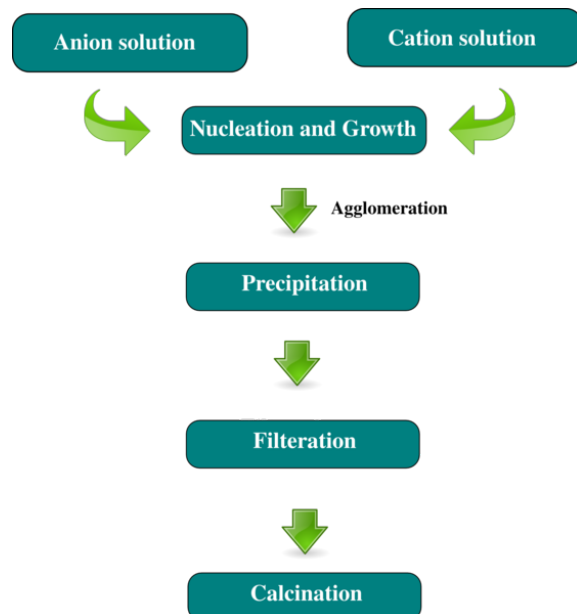 Anion solution
Cation solution
Nucleation and Growth
Agglomeration
Precipitation
Filteration
Calcination